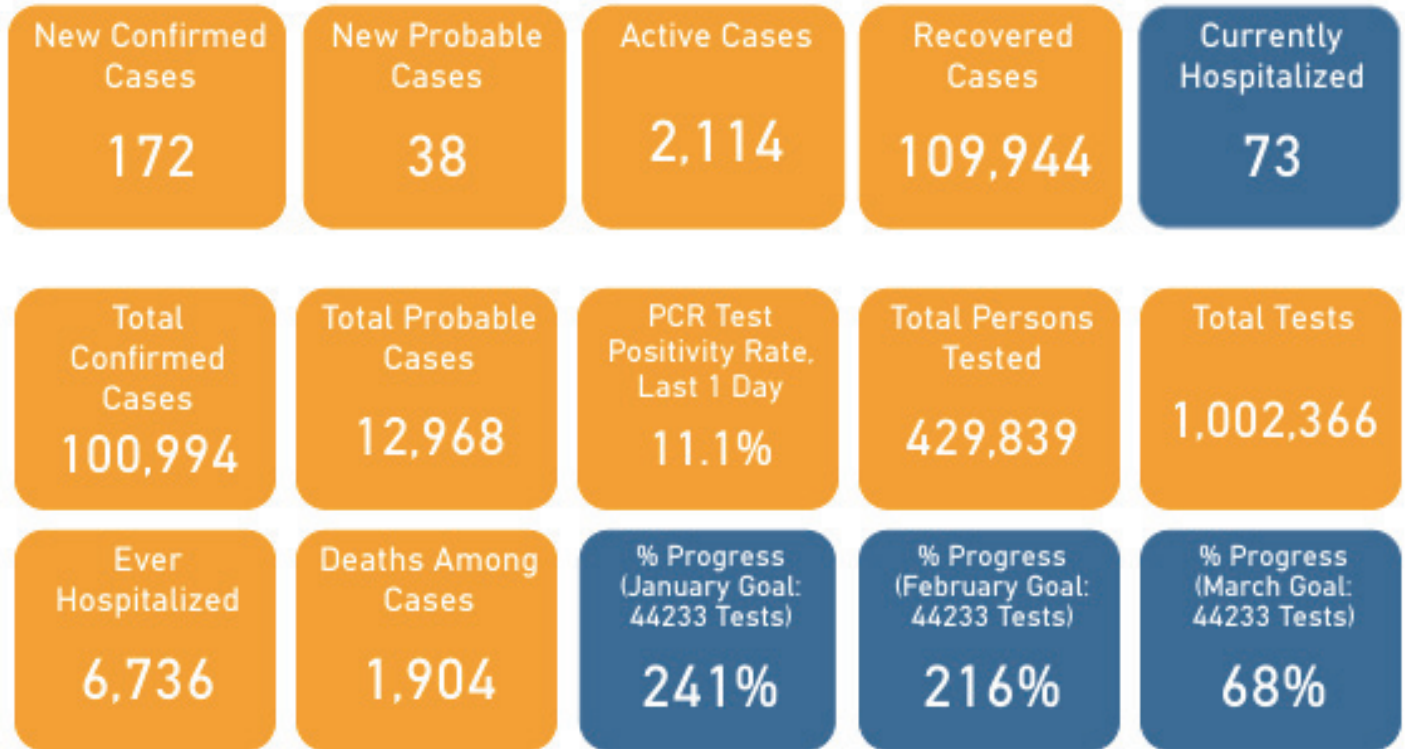 New Confirmed
Cases
172
New Probable
Cases
38
Active Cases
2,114
Recovered
Cases
109,944
Currently
Hospitalized
73
Total
Confirmed
Cases
100,994
Total Probable
Cases
12,968
PCR Test
Positivity Rate,
Last 1 Day
11.1%
Total Persons
Tested
429,839
Total Tests
1,002,366
Ever
Hospitalized
6,736
Deaths Among
Cases
1,904
% Progress
(January Goal:
44233 Tests)
241%
% Progress
(February Goal:
44233 Tests)
216%
% Progress
(March Goal:
44233 Tests)
68%